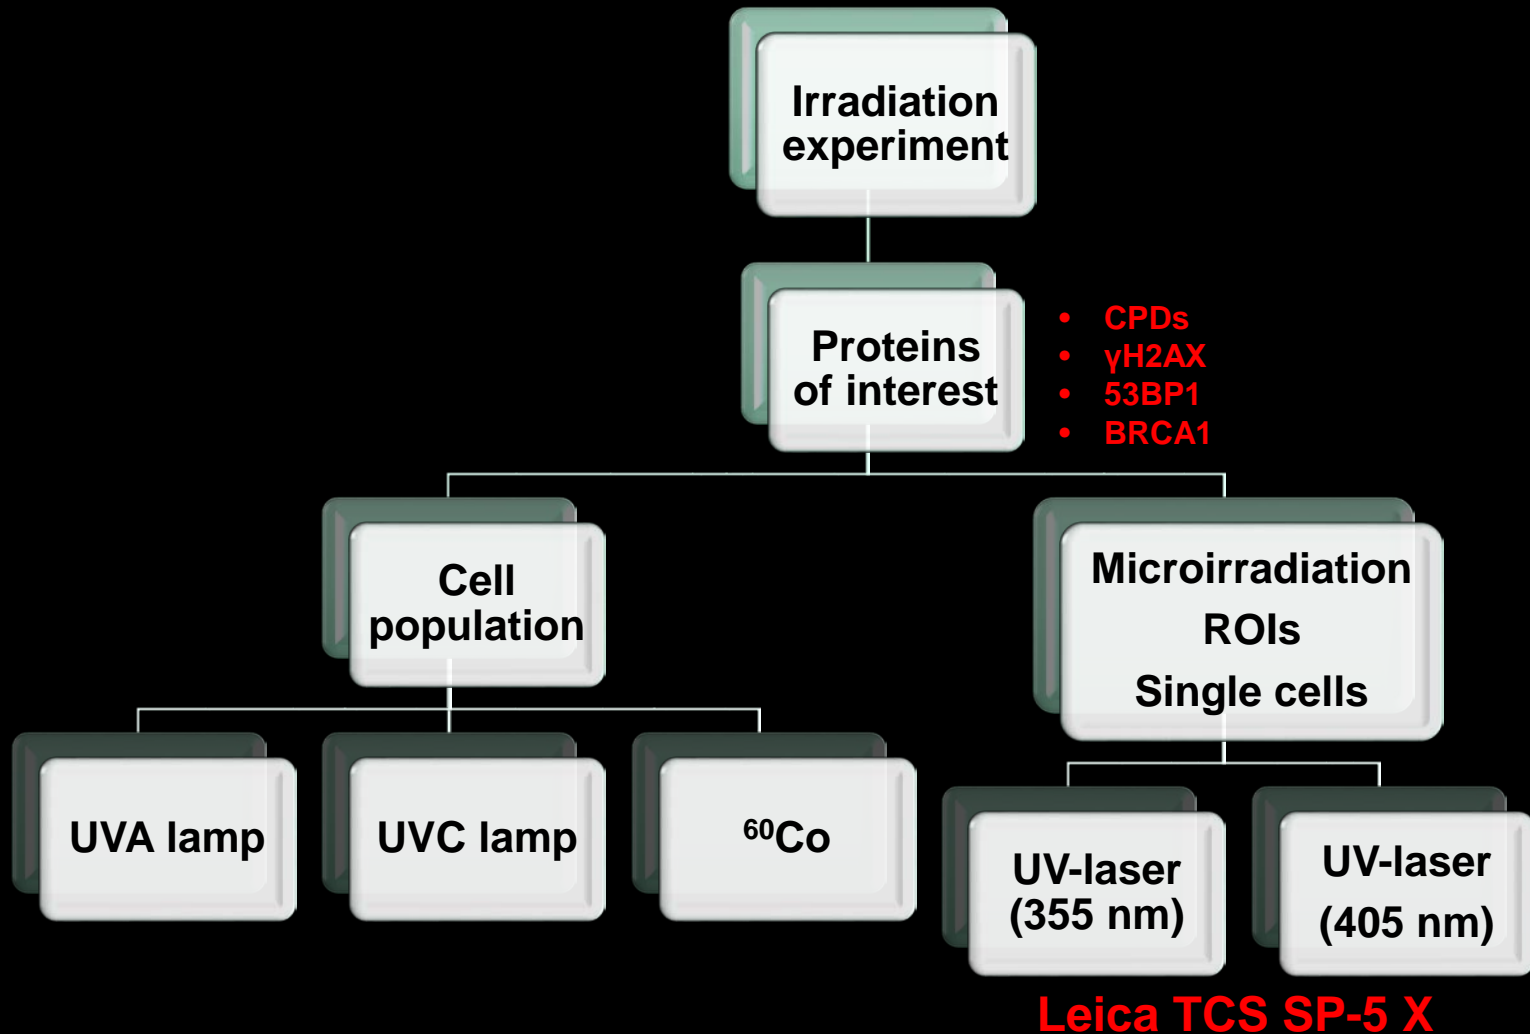 Irradiation
experiment
Proteins
of interest
• CPDs
• γH2AX
• 53BP1
• BRCA1
Cell
population
Microirradiation
ROIs
Single cells
UVA lamp
UVC lamp
⁶⁰Co
UV-laser
(355 nm)
UV-laser
(405 nm)
Leica TCS SP-5 X